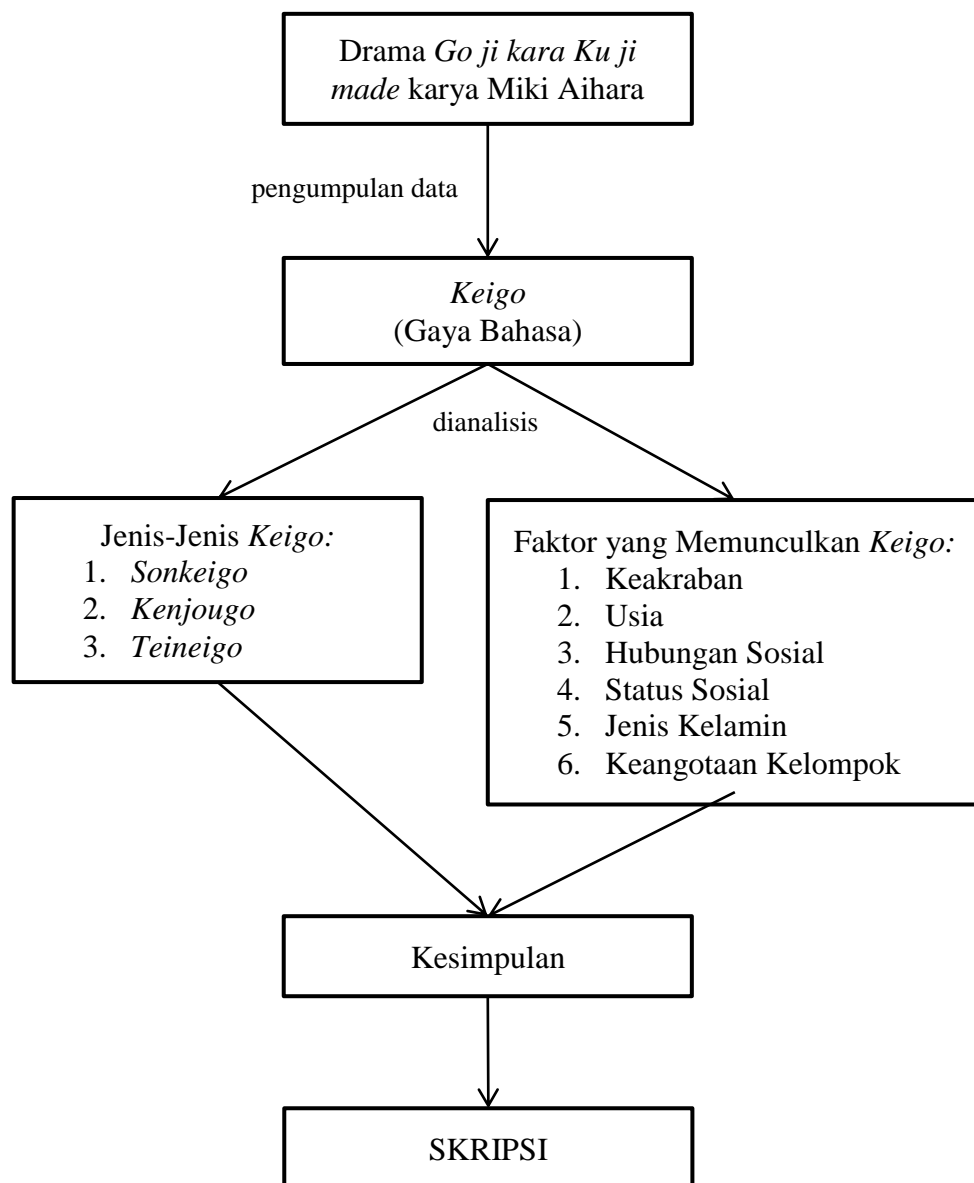 Drama Go ji kara Ku ji
made karya Miki Aihara
pengumpulan data
Keigo
(Gaya Bahasa)
dianalisis
Jenis-Jenis Keigo:
1. Sonkeigo
2. Kenjougo
3. Teineigo
Faktor yang Memunculkan Keigo:
1. Keakraban
2. Usia
3. Hubungan Sosial
4. Status Sosial
5. Jenis Kelamin
6. Keangotaan Kelompok
Kesimpulan
SKRIPSI